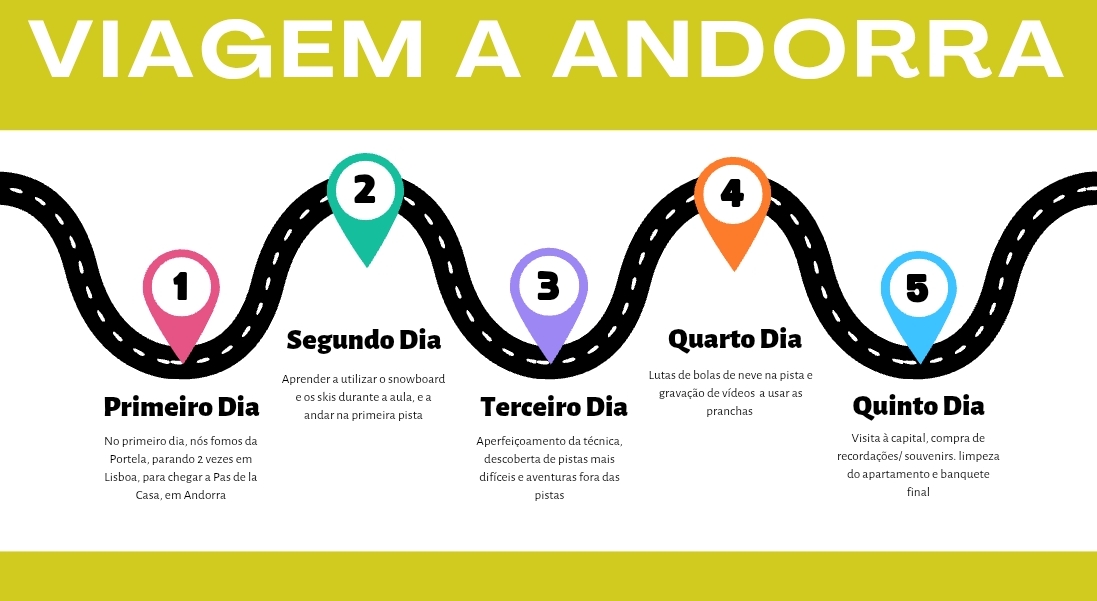 VIAGEM A ANDORRA
1
Primeiro Dia
No primeiro dia, nós fomos da
Portela, parando 2 vezes em
Lisboa, para chegar a Pas de la
Casa, em Andorra
2
Segundo Dia
Aprender a utilizar o snowboard
e os skis durante a aula, e a
andar na primeira pista
3
Terceiro Dia
Aperfeiçoamento da técnica,
descoberta de pistas mais
difíceis e aventuras fora das
pistas
4
Quarto Dia
Lutas de bolas de neve na pista e
gravação de vídeos a usar as
pranchas
5
Quinto Dia
Visita à capital, compra de
recordações/ souvenirs. limpeza
do apartamento e banquete
final